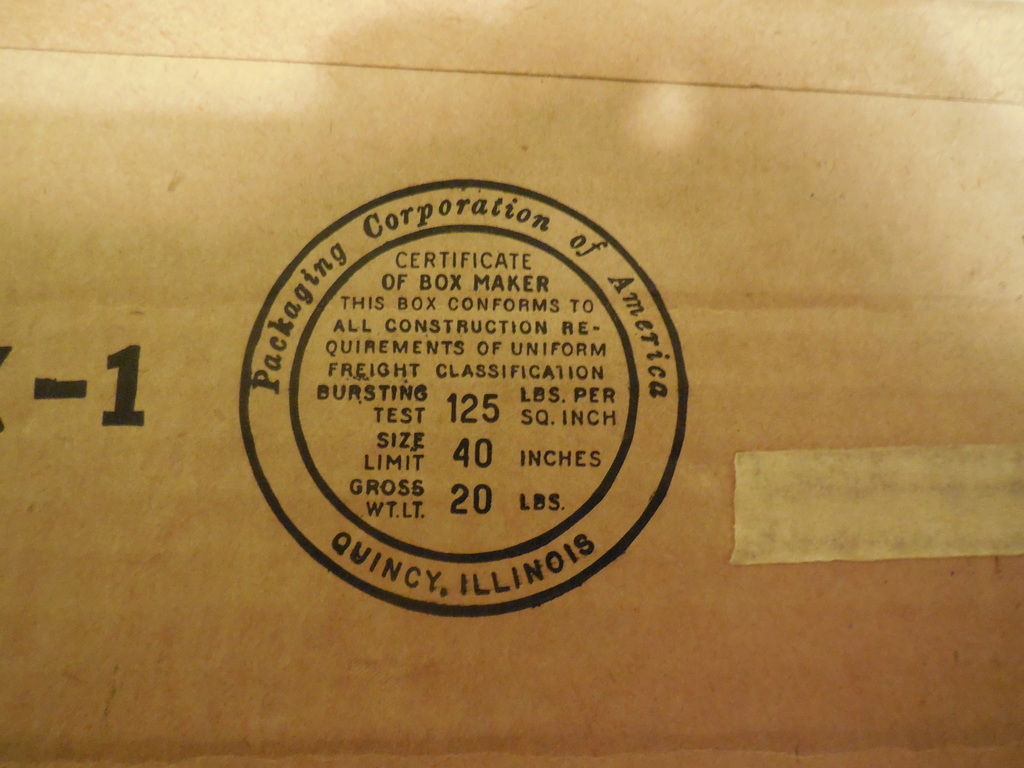 -1
Packaging Corporation of America
CERTIFICATE
OF BOX MAKER
THIS BOX CONFORMS TO
ALL CONSTRUCTION RE-
QUIREMENTS OF UNIFORM
FREIGHT CLASSIFICATION
BURSTING TEST 125 LBS. PER SQ. INCH
SIZE LIMIT 40 INCHES
GROSS WT.LT. 20 LBS.
QUINCY, ILLINOIS